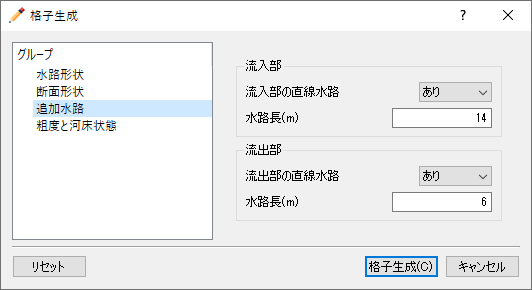 格子生成
グループ
水路形状
断面形状
追加水路
粗度と河床状態
流入部
流入部の直線水路 あり
水路長(m) 14
流出部
流出部の直線水路 あり
水路長(m) 6
リセット 格子生成(C) キャンセル